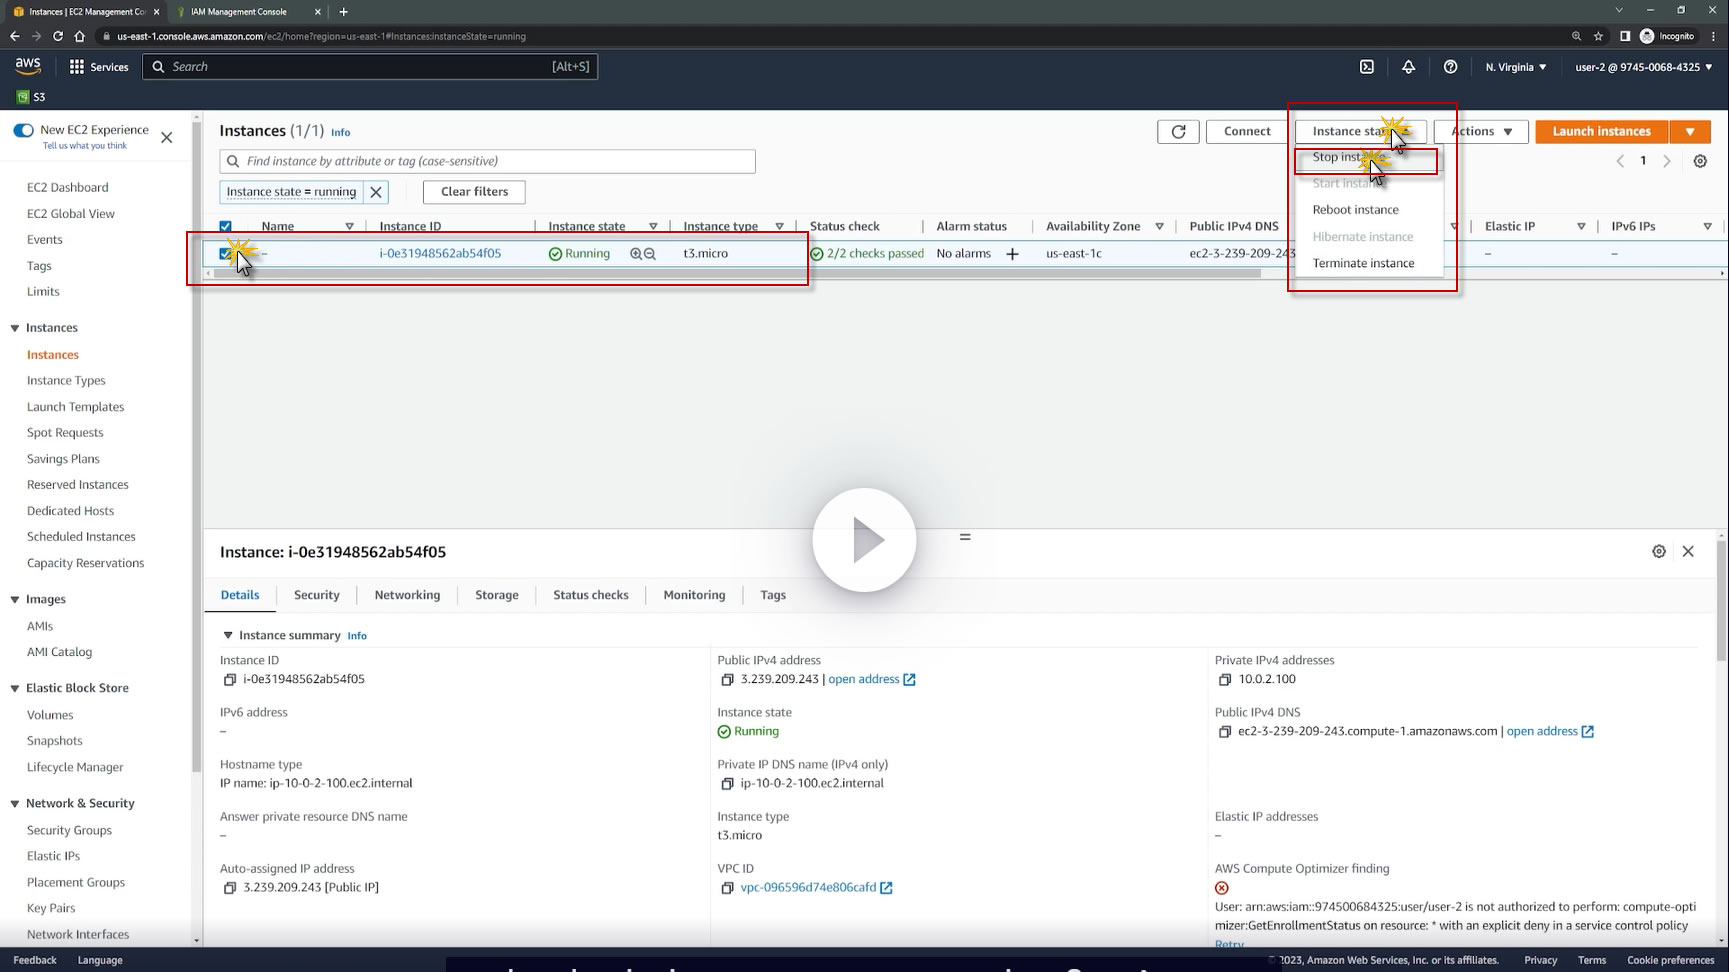 Instances | EC2 Management Co
IAM Management Console
us-east-1.console.aws.amazon.com/ec2/home?region=us-east-1#Instances:instanceState=running
Incognito
aws
Services
Search
[Alt+S]
N. Virginia
user-2 @ 9745-0068-4325
S3
New EC2 Experience
Tell us what you think
EC2 Dashboard
EC2 Global View
Events
Tags
Limits
Instances
Instances
Instance Types
Launch Templates
Spot Requests
Savings Plans
Reserved Instances
Dedicated Hosts
Scheduled Instances
Capacity Reservations
Images
AMIs
AMI Catalog
Elastic Block Store
Volumes
Snapshots
Lifecycle Manager
Network & Security
Security Groups
Elastic IPs
Placement Groups
Key Pairs
Network Interfaces
Instances (1/1) Info
Connect
Instance sta
Actions
Launch instances
Find instance by attribute or tag (case-sensitive)
1
Instance state = running
Clear filters
Stop inst
Start instan
Reboot instance
Hibernate instance
Terminate instance
Name
Instance ID
Instance state
Instance type
Status check
Alarm status
Availability Zone
Public IPv4 DNS
Elastic IP
IPv6 IPs
–
i-0e31948562ab54f05
Running
t3.micro
2/2 checks passed
No alarms +
us-east-1c
ec2-3-239-209-243
–
–
Instance: i-0e31948562ab54f05
Details
Security
Networking
Storage
Status checks
Monitoring
Tags
Instance summary Info
Instance ID
i-0e31948562ab54f05
Public IPv4 address
3.239.209.243 | open address
Private IPv4 addresses
10.0.2.100
IPv6 address
–
Instance state
Running
Public IPv4 DNS
ec2-3-239-209-243.compute-1.amazonaws.com | open address
Hostname type
IP name: ip-10-0-2-100.ec2.internal
Private IP DNS name (IPv4 only)
ip-10-0-2-100.ec2.internal
Answer private resource DNS name
–
Instance type
t3.micro
Elastic IP addresses
–
Auto-assigned IP address
3.239.209.243 [Public IP]
VPC ID
vpc-096596d74e806cafd
AWS Compute Optimizer finding
User: arn:aws:iam::974500684325:user/user-2 is not authorized to perform: compute-opti
mizer:GetEnrollmentStatus on resource: * with an explicit deny in a service control policy
Retry
Feedback
Language
© 2023, Amazon Web Services, Inc. or its affiliates.
Privacy
Terms
Cookie preferences